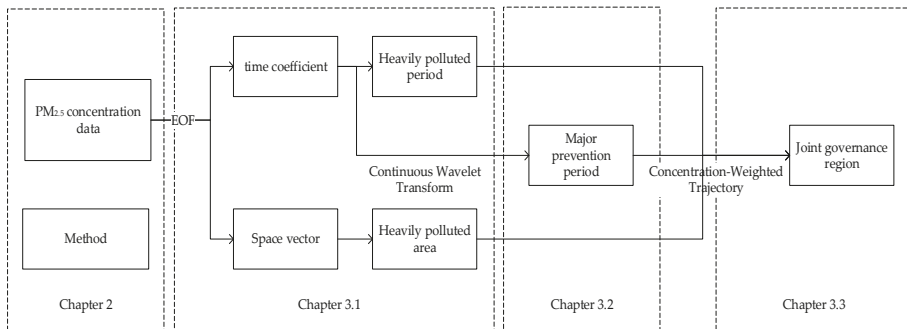 PM2.5 concentration
data
Method
Chapter 2
EOF
time coefficient
Heavily polluted
period
Continuous Wavelet
Transform
Space vector
Heavily polluted
area
Chapter 3.1
Major
prevention
period
Chapter 3.2
Concentration-Weighted
Trajectory
Joint governance
region
Chapter 3.3